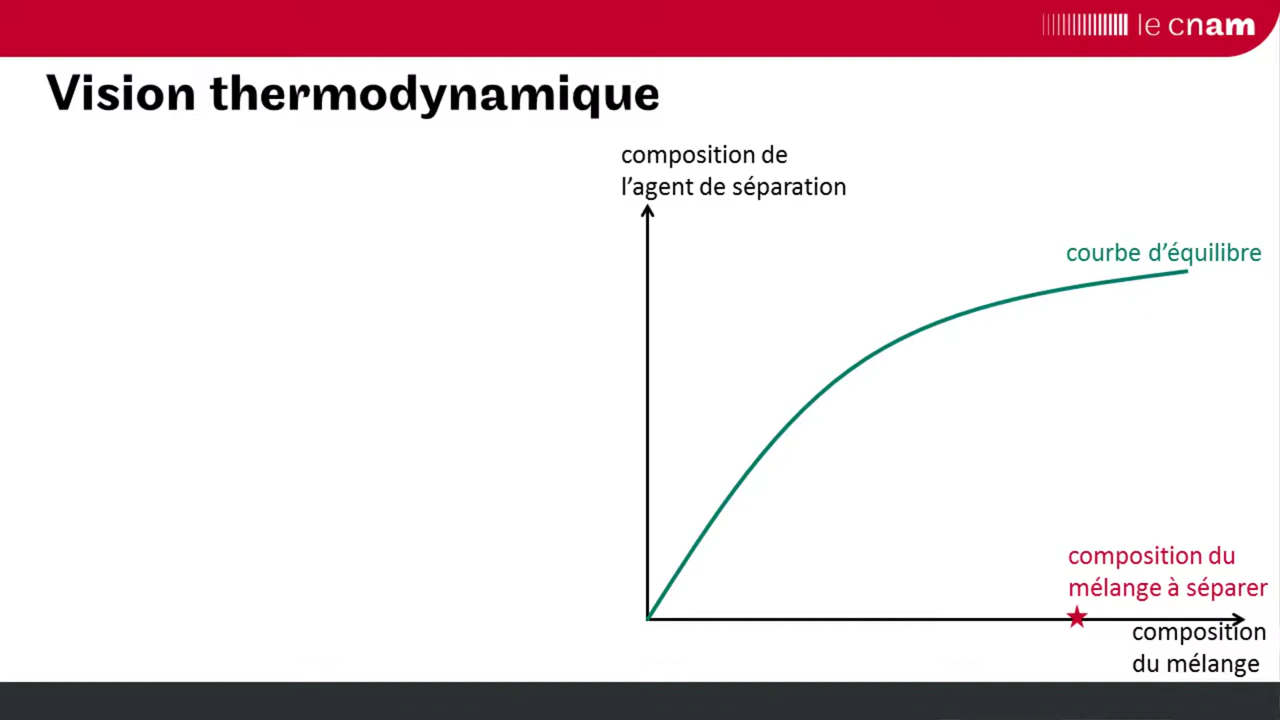 le cnam
Vision thermodynamique
composition de
l’agent de séparation
courbe d’équilibre
composition du
mélange à séparer
composition
du mélange